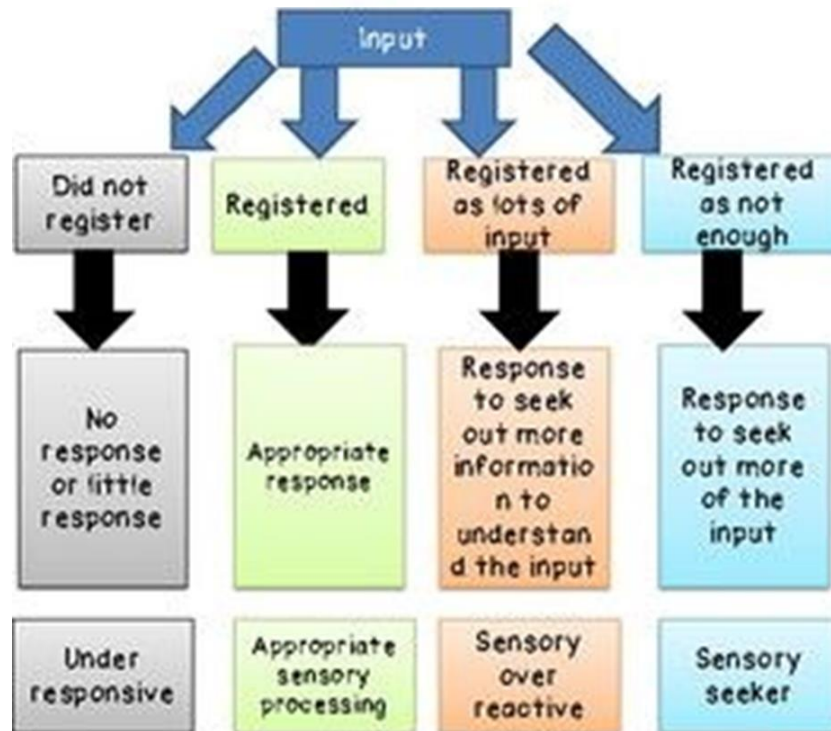 Input
Did not
register
Registered
Registered
as lots of
input
Registered
as not
enough
No
response
or little
response
Appropriate
response
Response
to seek
out more
informatio
n to
understan
d the input
Response
to seek
out more
of the
input
Under
responsive
Appropriate
sensory
processing
Sensory
over
reactive
Sensory
seeker